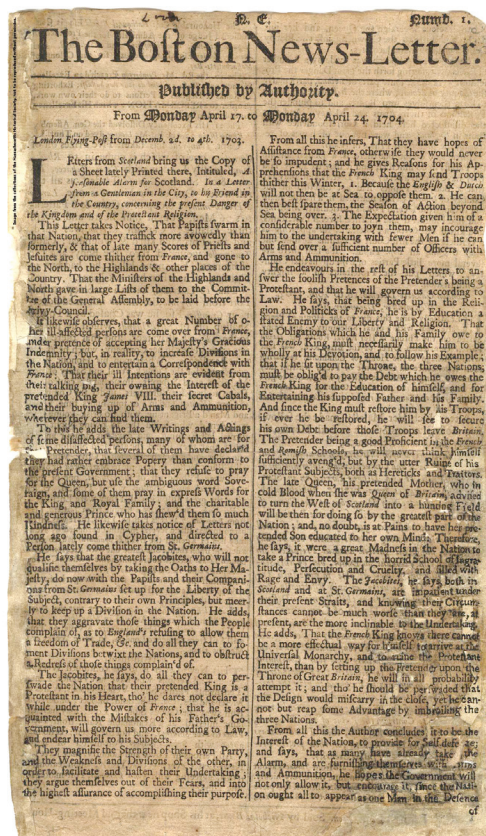 N. E.
Numb. 1.
The Boſton News-Letter.
Publiſhed by Authority.
From Monday April 17. to Monday April 24. 1704.
London Flying-Poſt from Decemb. 2d. to 4th. 1703.
LEtters from Scotland bring us the Copy of
a Sheet lately Printed there, Intituled, A
ſeaſonable Alarm for Scotland. In a Letter
from a Gentleman in the City, to his Friend in
the Country, concerning the preſent Danger of
the Kingdom and of the Proteſtant Religion.
This Letter takes Notice, That Papiſts ſwarm in
that Nation, that they traffick more avowedly than
formerly, & that of late many Scores of Prieſts and
Jeſuites are come thither from France, and gone to
the North, to the Highlands & other places of the
Country. That the Miniſters of the Highlands and
North gave in large Liſts of them to the Commit-
tee of the General Aſſembly, to be laid before the
Privy-Council.
It likewiſe obſerves, that a great Number of o-
ther ill-affected perſons are come over from France,
under pretence of accepting her Majeſty's Gracious
Indemnity; but, in reality, to increaſe Diviſions in
the Nation, and to entertain a Correſpondence with
France: That their ill Intentions are evident from
their talking big, their owning the Intereſt of the
pretended King James VIII. their ſecret Cabals,
and their buying up of Arms and Ammunition,
wherever they can find them.
To this he adds the late Writings and Actings
of ſome diſaffected perſons, many of whom are for
Pretender, that ſeveral of them have declar'd
they had rather embrace Popery than conform to
the preſent Government; that they refuſe to pray
for the Queen, but uſe the ambiguous word Sove-
raign, and ſome of them pray in expreſs Words for
the King and Royal Family; and the charitable
and generous Prince who has ſhew'd them ſo much
Kindneſs. He likewiſe takes notice of Letters not
long ago found in Cypher, and directed to a
Perſon lately come thither from St. Germains.
He ſays that the greateſt Jacobites, who will not
qualifie themſelves by taking the Oaths to Her Ma-
jeſty, do now with the Papiſts and their Compani-
ons from St. Germains ſet up for the Liberty of the
Subject, contrary to their own Principles, but meer-
ly to keep up a Diviſion in the Nation. He adds,
that they aggravate thoſe things which the People
complain of, as to England's refuſing to allow them
a freedom of Trade, &c. and do all they can to fo-
ment Diviſions betwixt the Nations, and to obſtruct
a Redreſs of thoſe things complain'd of.
The Jacobites, he ſays, do all they can to per-
ſwade the Nation that their pretended King is a
Proteſtant in his Heart, tho' he dares not declare it
while under the Power of France; that he is ac-
quainted with the Miſtakes of his Father's Go-
vernment, will govern us more according to Law,
and endear himſelf to his Subjects.
They magnifie the Strength of their own Party,
and the Weakneſs and Diviſions of the other, in
order to facilitate and haſten their Undertaking;
they argue themſelves out of their Fears, and into
the higheſt aſſurance of accompliſhing their purpoſe.
From all this he infers, That they have hopes of
Aſſiſtance from France, otherwiſe they would never
be ſo impudent; and he gives Reaſons for his Ap-
prehenſions that the French King may ſend Troops
thither this Winter, 1. Becauſe the Engliſh & Dutch
will not then be at Sea to oppoſe them. 2. He can
then beſt ſpare them, the Seaſon of Action beyond
Sea being over. 3. The Expectation given him of a
conſiderable number to joyn them, may incourage
him to the undertaking with fewer Men if he can
but ſend over a ſufficient number of Officers with
Arms and Ammunition.
He endeavours in the reſt of his Letters to an-
ſwer the fooliſh Pretences of the Pretender's being a
Proteſtant, and that he will govern us according to
Law. He ſays, that being bred up in the Reli-
gion and Politicks of France, he is by Education a
ſtated Enemy to our Liberty and Religion. That
the Obligations which he and his Family owe to
the French King, muſt neceſſarily make him to be
wholly at his Devotion, and to follow his Example;
that if he ſit upon the Throne, the three Nations
muſt be oblig'd to pay the Debt which he owes the
French King for the Education of himſelf, and for
Entertaining his ſuppoſed Father and his Family.
And ſince the King muſt reſtore him by his Troops,
if ever he be reſtored, he will ſee to ſecure
his own Debt before thoſe Troops leave Britain.
The Pretender being a good Proficient in the French
and Romiſh Schools, he will never think himſelf
ſufficiently aveng'd, but by the utter Ruine of his
Proteſtant Subjects, both as Hereticks and Traitors.
The late Queen, his pretended Mother, who in
cold Blood when ſhe was Queen of Britain, adviſed
to turn the Weſt of Scotland into a hunting Field
will be then for doing ſo by the greateſt part of the
Nation; and, no doubt, is at Pains to have her pre-
tended Son educated to her own Mind: Therefore,
he ſays, it were a great Madneſs in the Nation to
take a Prince bred up in the horrid School of Ingra-
titude, Perſecution and Cruelty, and filled with
Rage and Envy. The Jacobites, he ſays, both in
Scotland and at St. Germains, are impatient under
their preſent Straits, and knowing their Circum-
ſtances cannot be much worſe than they are, at
preſent, are the more inclinable to the Undertaking.
He adds, That the French King knows there cannot
be a more effectual way for himſelf to arrive at the
Univerſal Monarchy, and to ruine the Proteſtant
Intereſt, than by ſetting up the Pretender upon the
Throne of Great Britain, he will in all probability
attempt it; and tho' he ſhould be perſwaded that
the Deſign would miſcarry in the cloſe, yet he can-
not but reap ſome Advantage by imbroiling the
three Nations.
From all this the Author concludes it to be the
Intereſt of the Nation, to provide for Self defence;
and ſays, that as many have already taken the
Alarm, and are furniſhing themſelves with Arms
and Ammunition, he hopes the Government will
not only allow it, but encourage it, ſince the Nati-
on ought all to appear as one Man in the Defence
of